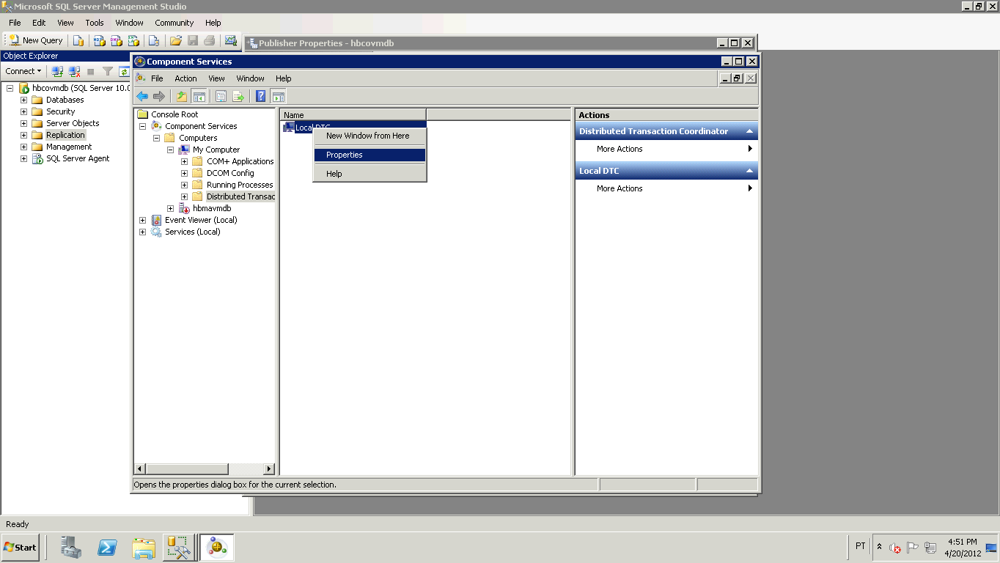 Microsoft SQL Server Management Studio
File Edit View Tools Window Community Help
New Query
Publisher Properties - hbcovmdb
Object Explorer
Connect
hbcovmdb (SQL Server 10.0
Databases
Security
Server Objects
Replication
Management
SQL Server Agent
Component Services
File Action View Window Help
Console Root
Component Services
Computers
My Computer
COM+ Applications
DCOM Config
Running Processes
Distributed Transac
hbmavmdb
Event Viewer (Local)
Services (Local)
Name
Local DTC
New Window from Here
Properties
Help
Actions
Distributed Transaction Coordinator
More Actions
Local DTC
More Actions
Opens the properties dialog box for the current selection.
Ready
Start
PT
4:51 PM
4/20/2012